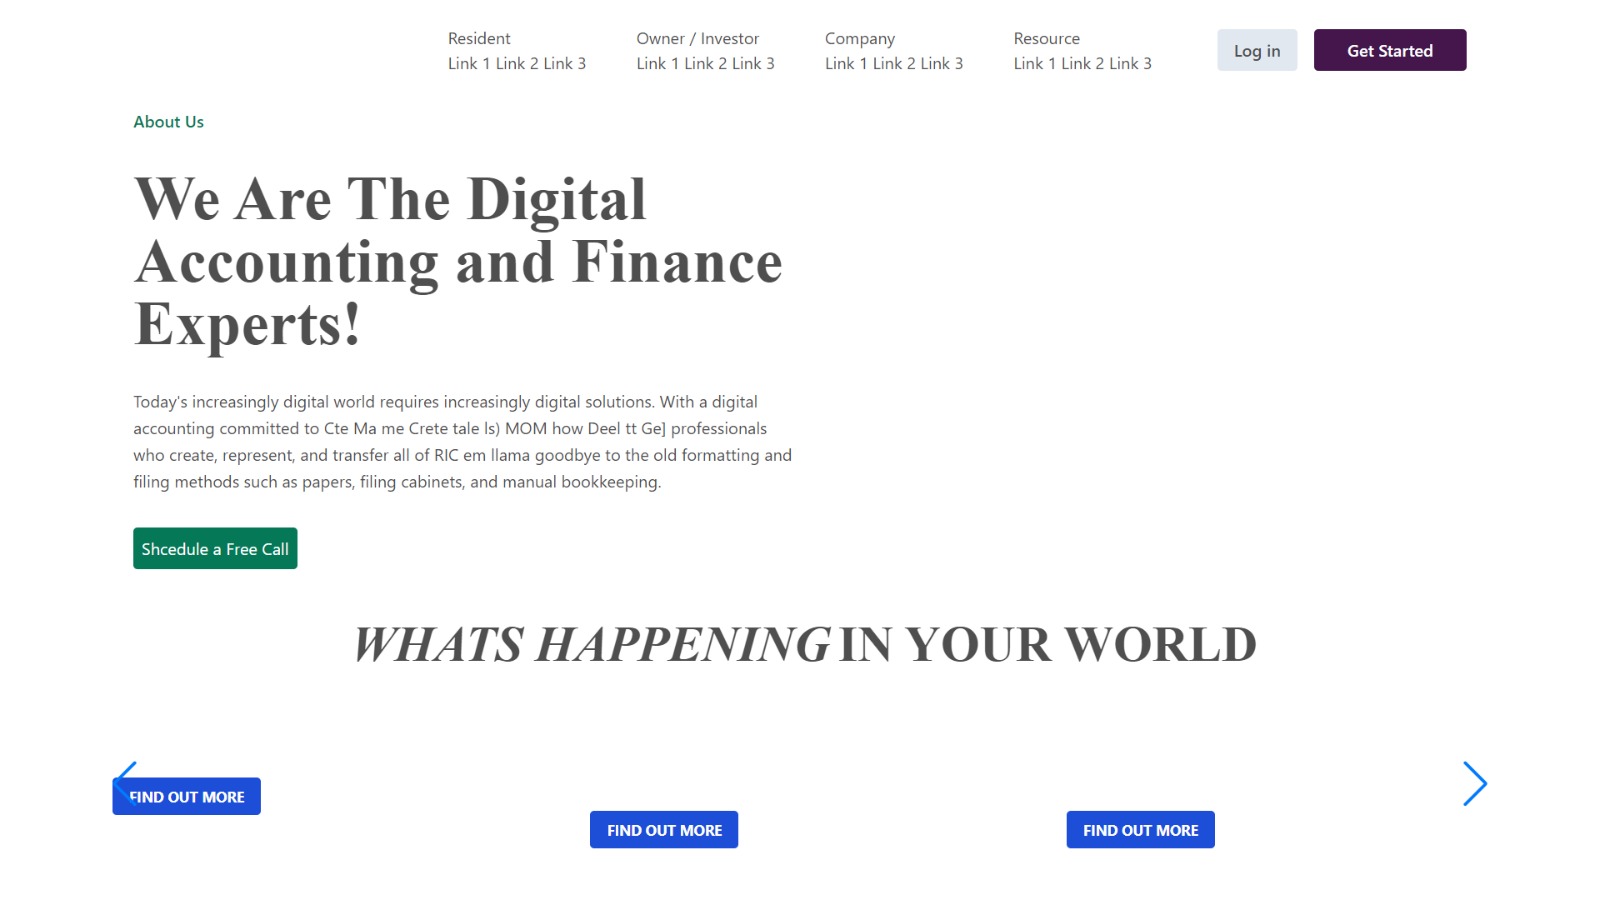 Resident
Link 1 Link 2 Link 3
Owner / Investor
Link 1 Link 2 Link 3
Company
Link 1 Link 2 Link 3
Resource
Link 1 Link 2 Link 3
Log in
Get Started
About Us
We Are The Digital
Accounting and Finance
Experts!
Today's increasingly digital world requires increasingly digital solutions. With a digital
accounting committed to Cte Ma me Crete tale ls) MOM how Deel tt Ge] professionals
who create, represent, and transfer all of RIC em llama goodbye to the old formatting and
filing methods such as papers, filing cabinets, and manual bookkeeping.
Shcedule a Free Call
WHATS HAPPENING IN YOUR WORLD
FIND OUT MORE
FIND OUT MORE
FIND OUT MORE